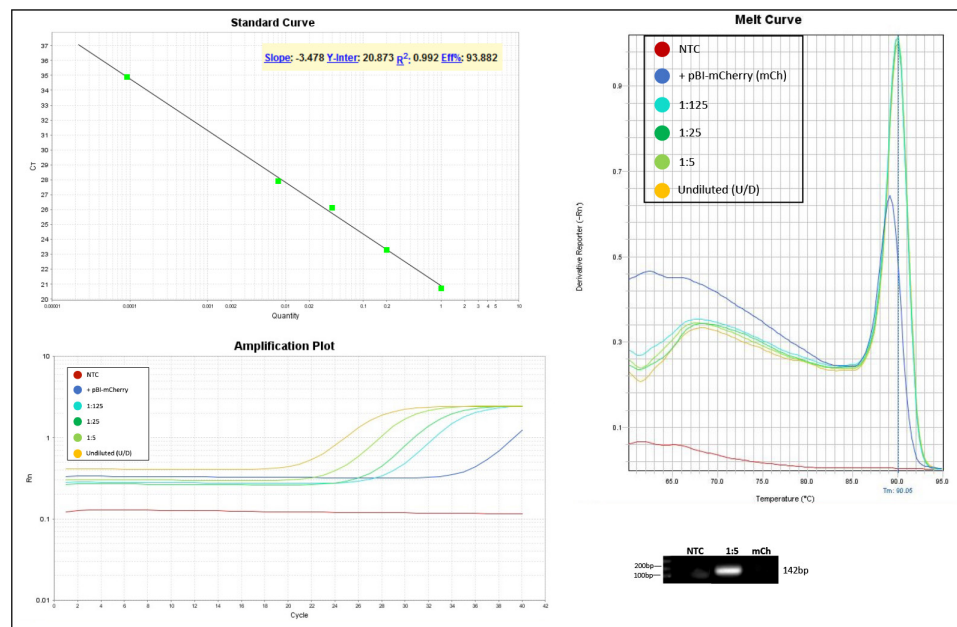 Standard Curve
Slope: -3.478 Y-Inter: 20.873 R²: 0.992 Eff%: 93.882
37
36
35
34
33
32
31
30
29
28
27
26
25
24
23
22
21
20
CT
0.00001 0.0001 0.001 0.002 0.01 0.02 0.1 0.2 1 2 3 4 5 10
Quantity
Amplification Plot
NTC
+ pBI-mCherry
1:125
1:25
1:5
Undiluted (U/D)
10
1
0.1
0.01
Rn
0 2 4 6 8 10 12 14 16 18 20 22 24 26 28 30 32 34 36 38 40 42
Cycle
Melt Curve
NTC
+ pBI-mCherry (mCh)
1:125
1:25
1:5
Undiluted (U/D)
0.9
0.7
0.5
0.3
0.1
Derivative Reporter (-Rn)
65.0 70.0 75.0 80.0 85.0 90.0 95.0
Tm: 90.05
Temperature (°C)
NTC 1:5 mCh
200bp
100bp
142bp